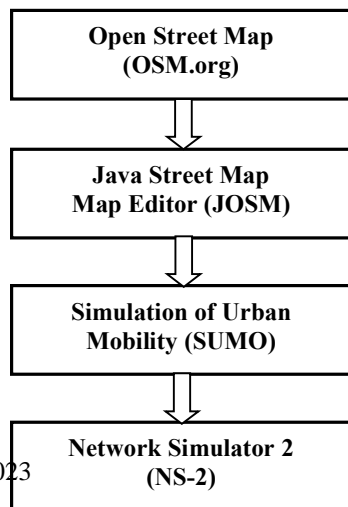 Open Street Map
(OSM.org)
Java Street Map
Map Editor (JOSM)
Simulation of Urban
Mobility (SUMO)
Network Simulator 2
(NS-2)
023